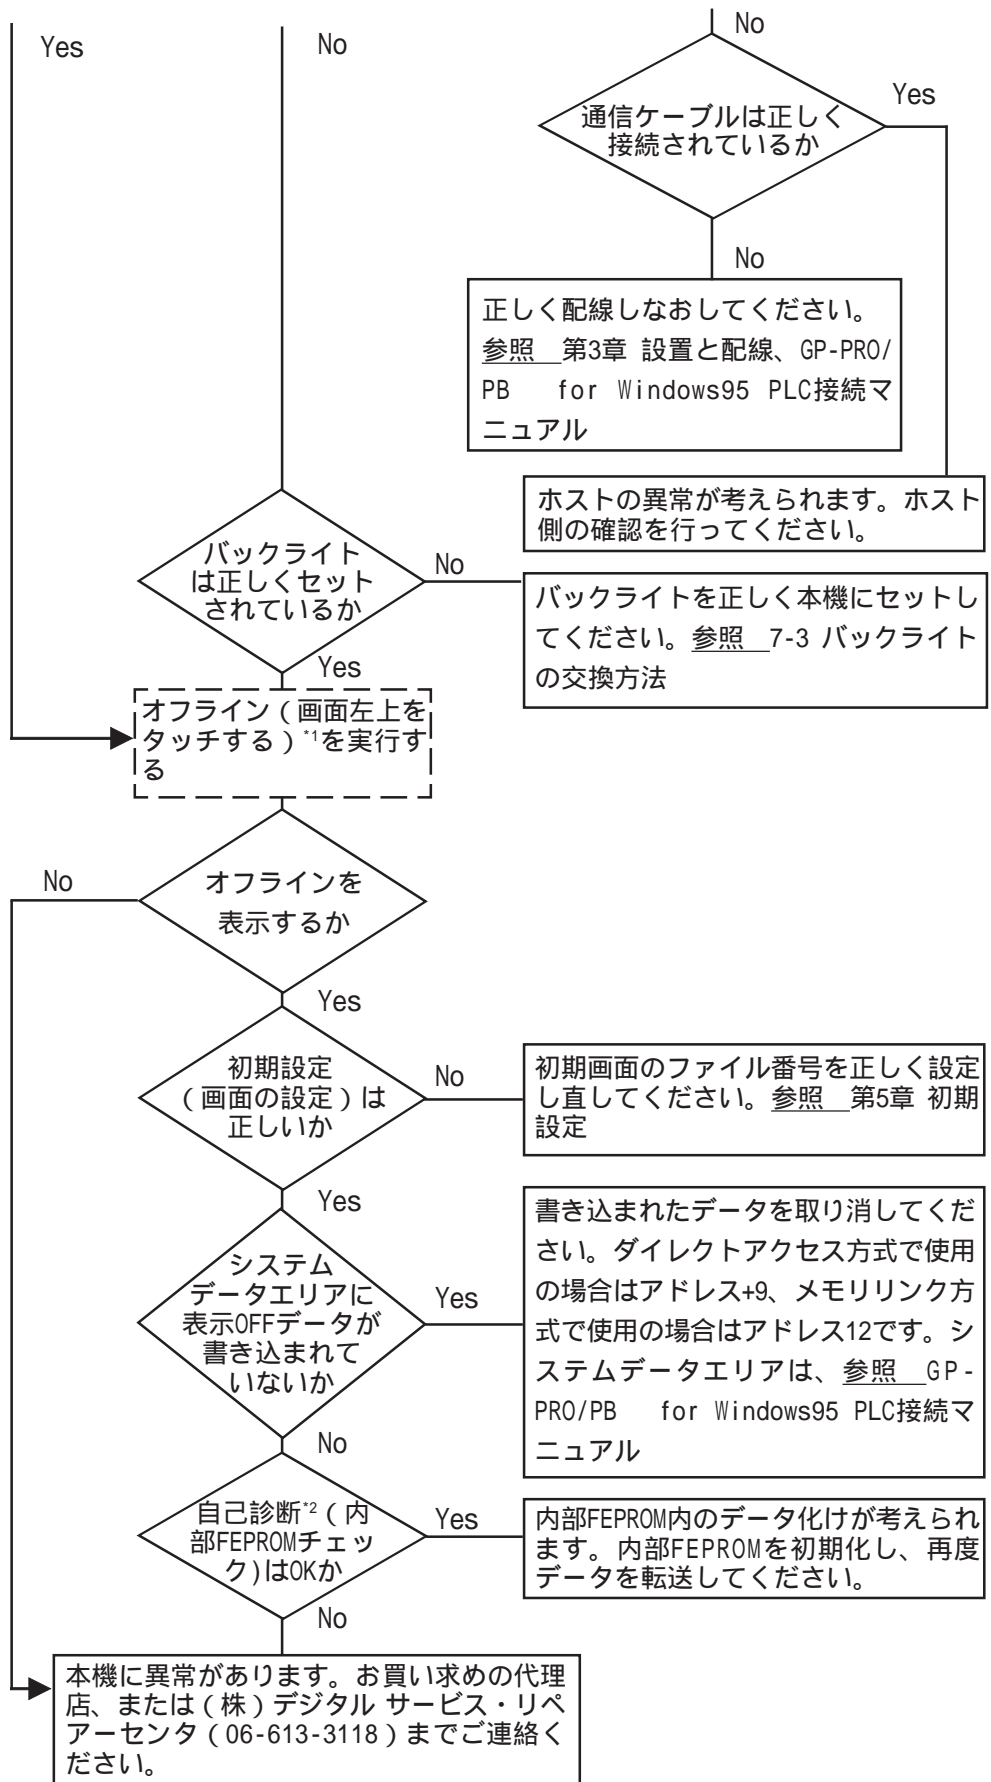 Yes
No
No
通信ケーブルは正しく
接続されているか
Yes
No
正しく配線しなおしてください。
参照 第3章 設置と配線、GP-PRO/
PB for Windows95 PLC接続マ
ニュアル
ホストの異常が考えられます。ホスト
側の確認を行ってください。
バックライト
は正しくセット
されているか
No
バックライトを正しく本機にセットし
てください。参照 7-3 バックライト
の交換方法
Yes
オフライン(画面左上を
タッチする)*1を実行す
る
No
オフラインを
表示するか
Yes
初期設定
(画面の設定)は
正しいか
No
初期画面のファイル番号を正しく設定
し直してください。参照 第5章 初期
設定
Yes
システム
データエリアに
表示OFFデータが
書き込まれて
いないか
Yes
書き込まれたデータを取り消してくだ
さい。ダイレクトアクセス方式で使用
の場合はアドレス+9、メモリリンク方
式で使用の場合はアドレス12です。シ
ステムデータエリアは、参照 GP-
PRO/PB for Windows95 PLC接続マ
ニュアル
No
自己診断*2(内
部FEPROMチェッ
ク)はOKか
Yes
内部FEPROM内のデータ化けが考えられ
ます。内部FEPROMを初期化し、再度
データを転送してください。
No
本機に異常があります。お買い求めの代理
店、または(株)デジタル サービス・リペ
アーセンタ(06-613-3118)までご連絡く
ださい。